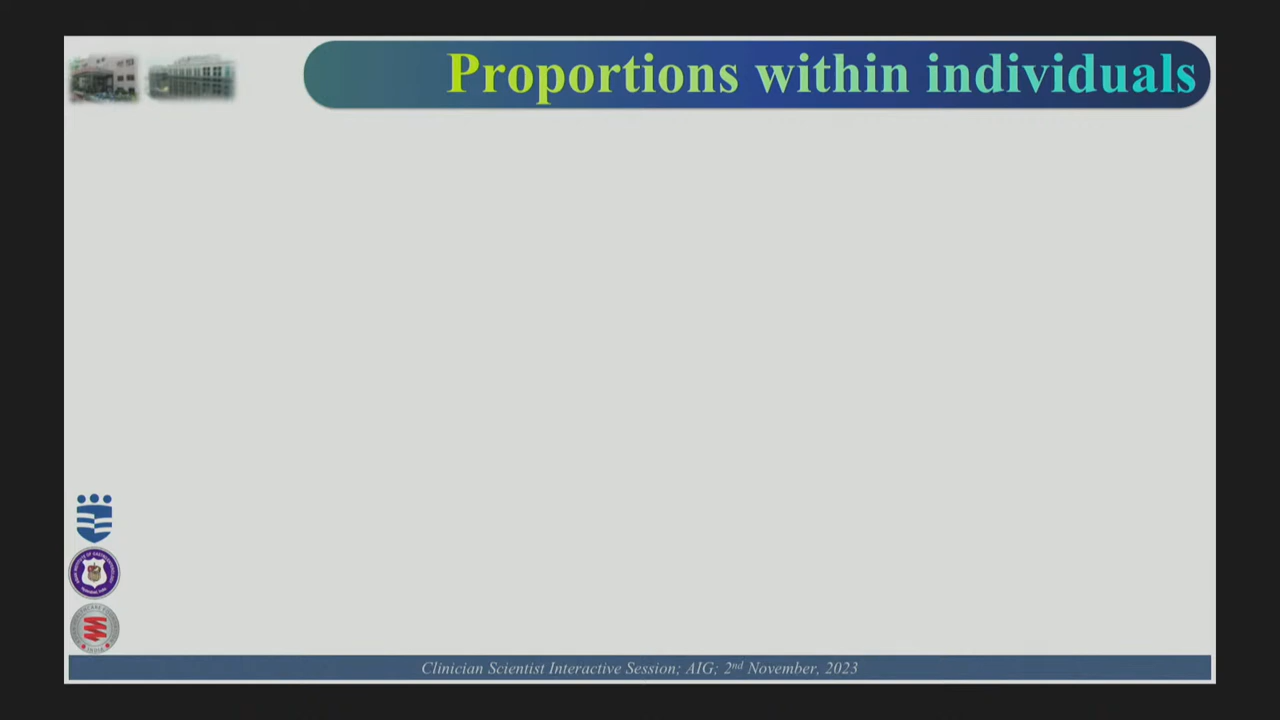 Proportions within individuals
Clinician Scientist Interactive Session; AIG; 2nd November, 2023